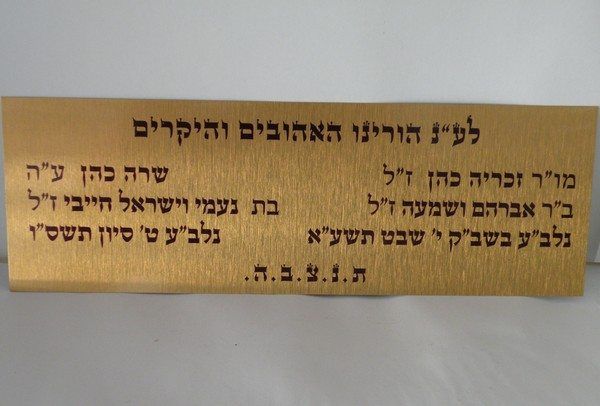 לע״נ הורינו האהובים והיקרים
מו״ר זכריה כהן ז״ל שרה כהן ע״ה
ב״ר אברהם ושמעה ז״ל בת נעמי וישראל חייבי ז״ל
נלב״ע בשב״ק י׳ שבט תשע״א נלב״ע ט׳ סיון תשס״ו
ת.נ.צ.ב.ה.